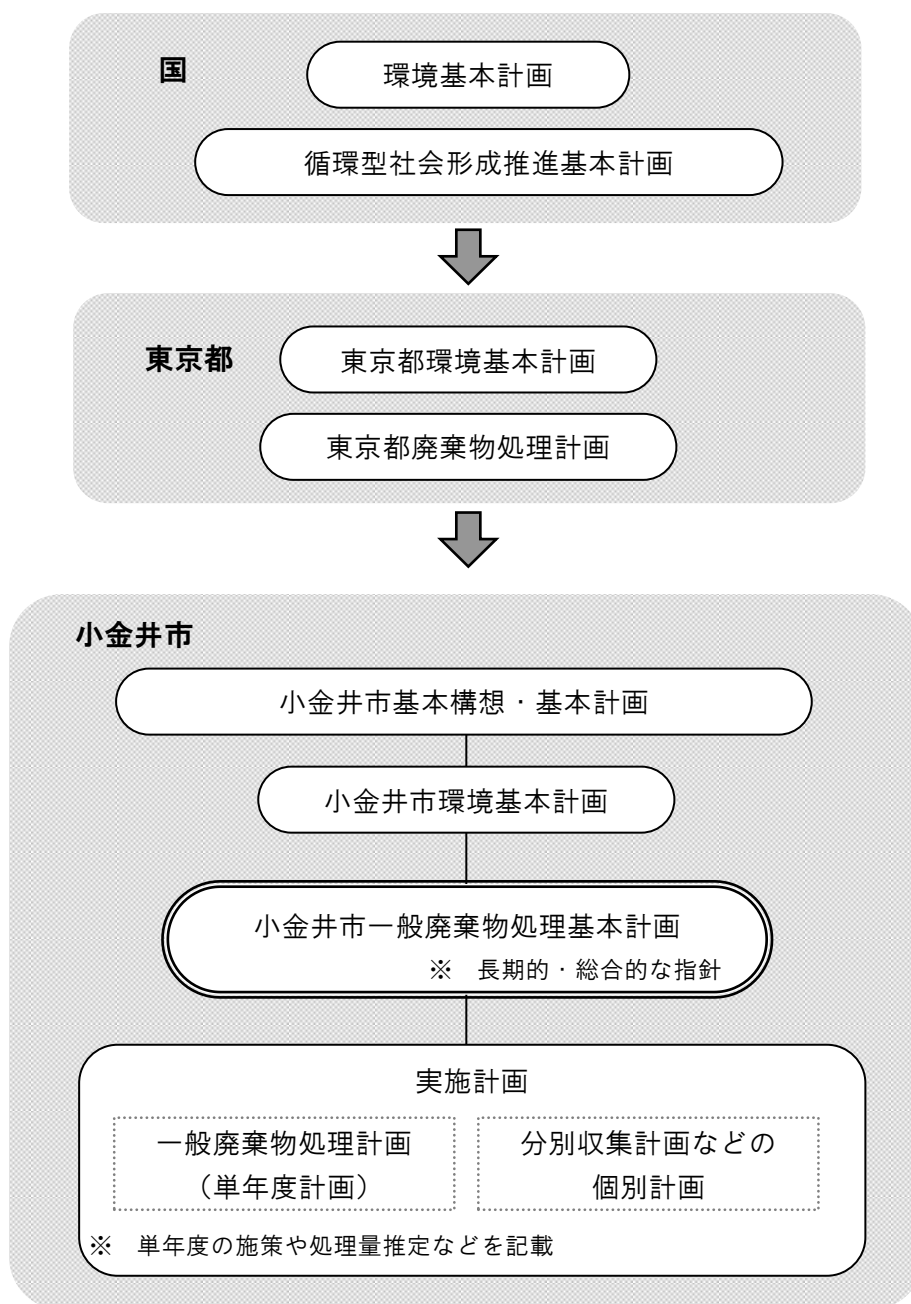 国
環境基本計画
循環型社会形成推進基本計画
東京都
東京都環境基本計画
東京都廃棄物処理計画
小金井市
小金井市基本構想・基本計画
小金井市環境基本計画
小金井市一般廃棄物処理基本計画
※　長期的・総合的な指針
実施計画
一般廃棄物処理計画
（単年度計画）
分別収集計画などの
個別計画
※　単年度の施策や処理量推定などを記載